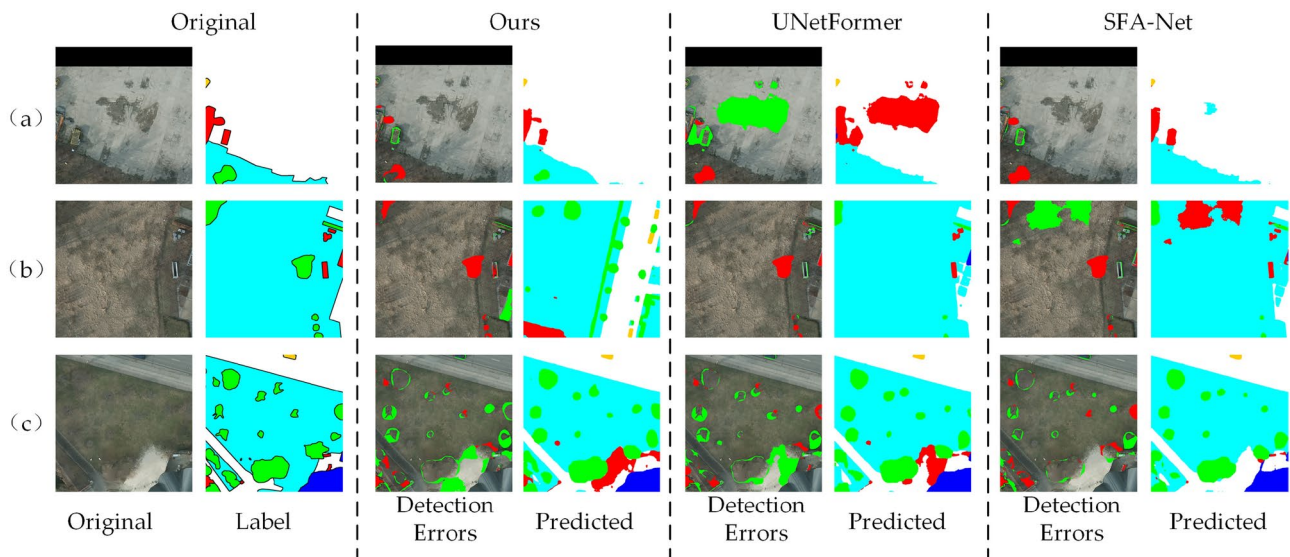 Original
Ours
UNetFormer
SFA-Net
(a)
(b)
(c)
Original
Label
Detection
Errors
Predicted
Detection
Errors
Predicted
Detection
Errors
Predicted